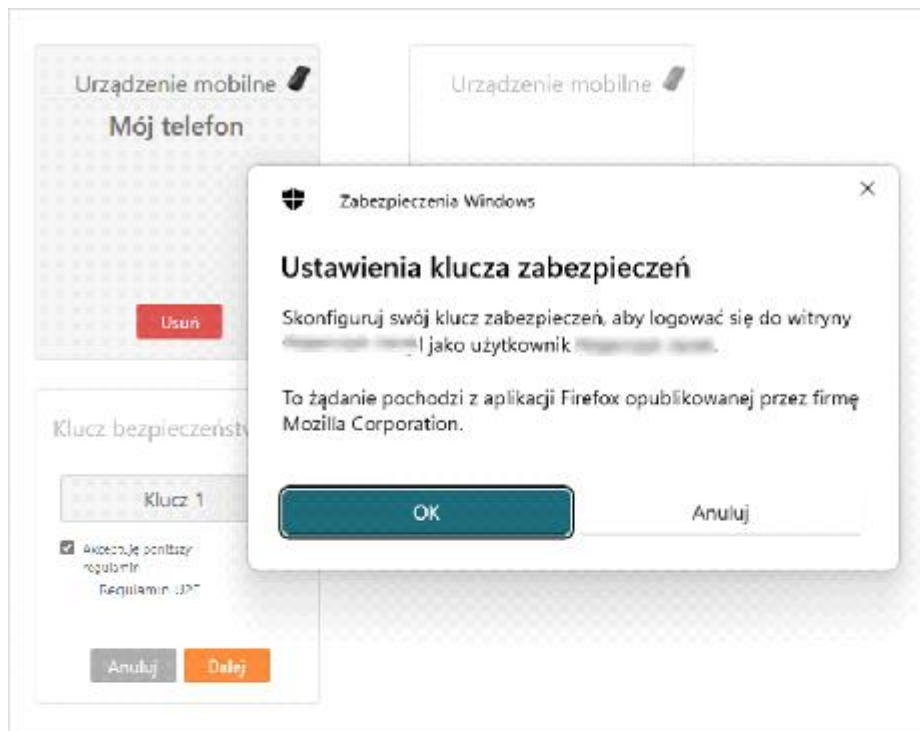 Urządzenie mobilne
Mój telefon
Usuń
Urządzenie mobilne
Zabezpieczenia Windows
Ustawienia klucza zabezpieczeń
Skonfiguruj swój klucz zabezpieczeń, aby logować się do witryny
jako użytkownik
To żądanie pochodzi z aplikacji Firefox opublikowanej przez firmę
Mozilla Corporation.
OK
Anuluj
Klucz bezpieczeństw
Klucz 1
Akceptuję poniższy
regulamin
Regulamin
Anuluj
Dalej